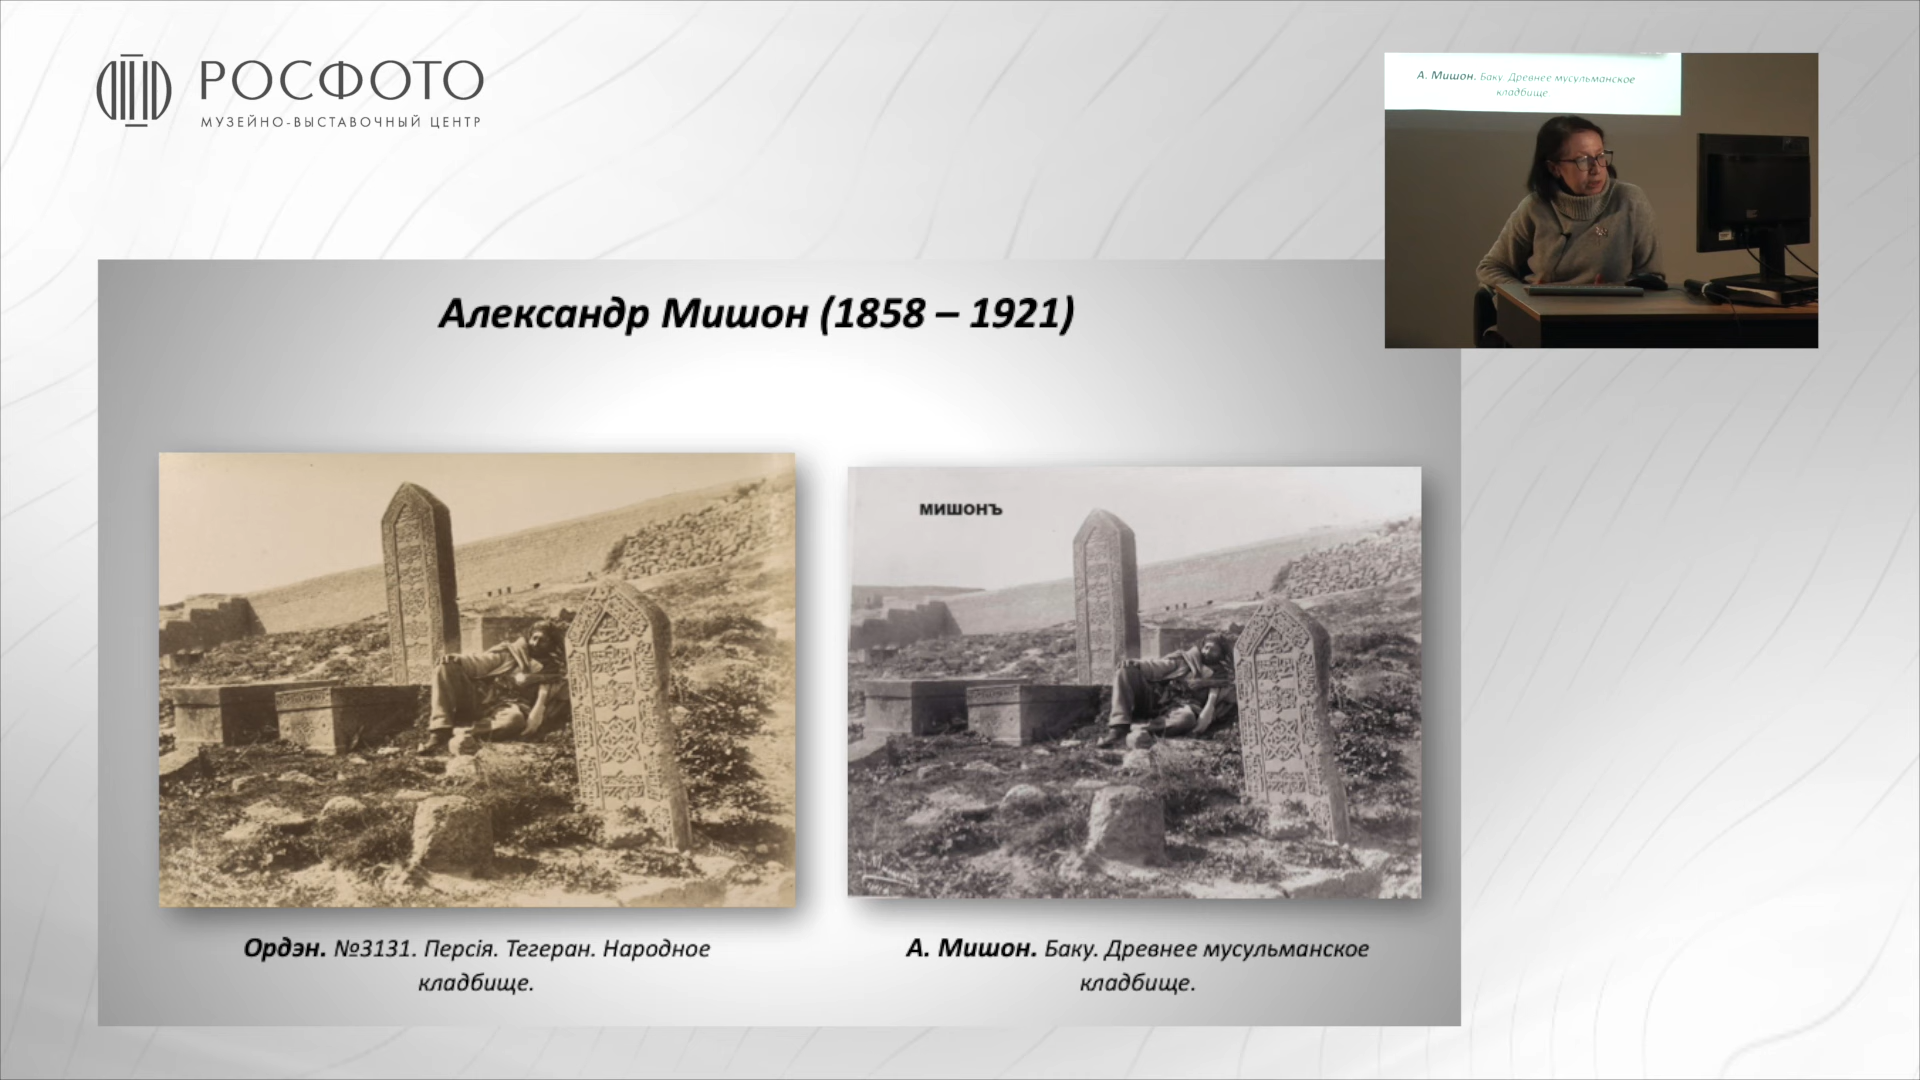 РОСФОТО
МУЗЕЙНО-ВЫСТАВОЧНЫЙ ЦЕНТР
А. Мишон. Баку. Древнее мусульманское
кладбище.
Александр Мишон (1858 – 1921)
МИШОНЪ
Ордэн. №3131. Персія. Тегеран. Народное
кладбище.
А. Мишон. Баку. Древнее мусульманское
кладбище.